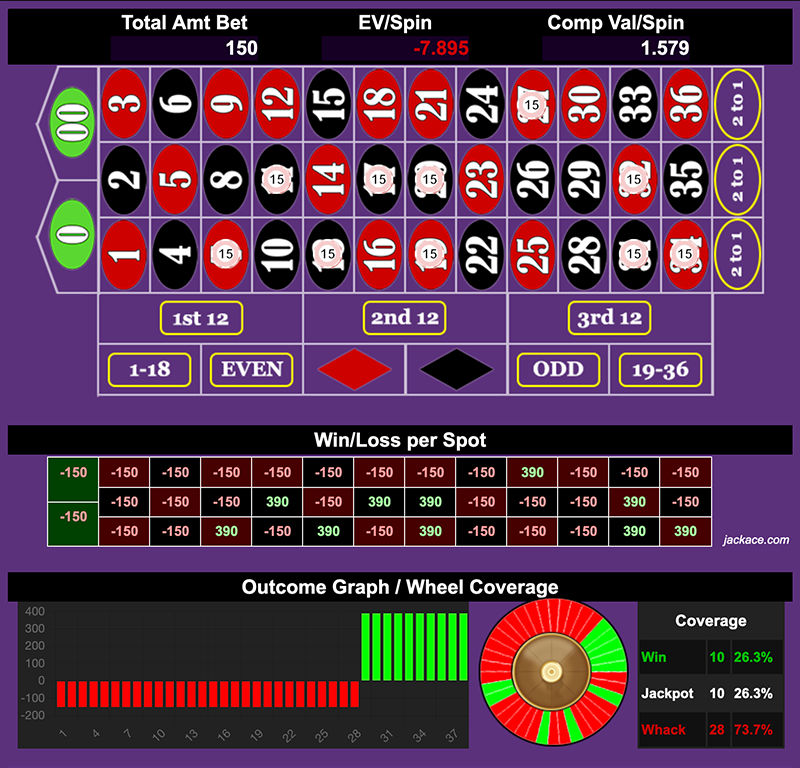 Total Amt Bet EV/Spin Comp Val/Spin
150 -7.895 1.579
00 3 6 9 12 15 18 21 24 15 30 33 36 2 to 1
2 5 8 15 14 15 15 23 26 29 15 35 2 to 1
0 1 4 15 10 15 16 15 22 25 28 15 15 2 to 1
1st 12 2nd 12 3rd 12
1-18 EVEN ODD 19-36
Win/Loss per Spot
-150 -150 -150 -150 -150 -150 -150 -150 -150 390 -150 -150 -150
-150 -150 -150 390 -150 390 390 -150 -150 -150 390 -150
-150 -150 -150 390 -150 390 -150 390 -150 -150 -150 390 390
jackace.com
Outcome Graph / Wheel Coverage
400
300
200
100
0
-100
-200
1 4 7 10 13 16 19 22 25 28 31 34 37
Coverage
Win 10 26.3%
Jackpot 10 26.3%
Whack 28 73.7%